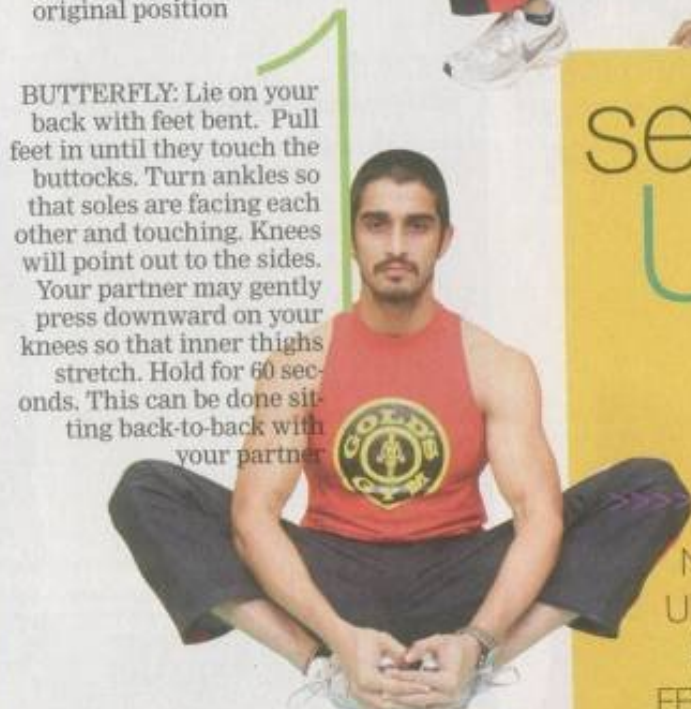 original position
1
BUTTERFLY: Lie on your
back with feet bent. Pull
feet in until they touch the
buttocks. Turn ankles so
that soles are facing each
other and touching. Knees
will point out to the sides.
Your partner may gently
press downward on your
knees so that inner thighs
stretch. Hold for 60 sec-
onds. This can be done sit-
ting back-to-back with
your partner
GOLD'S
GYM
se